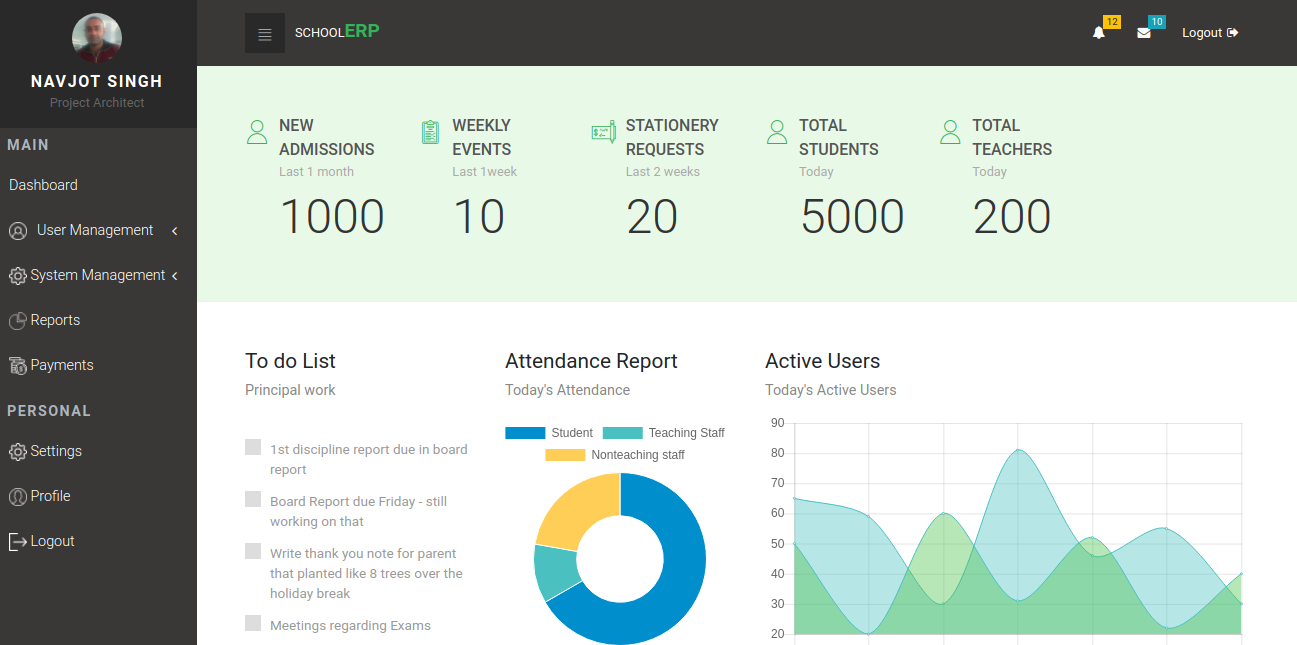 NAVJOT SINGH
Project Architect
MAIN
Dashboard
User Management
System Management
Reports
Payments
PERSONAL
Settings
Profile
Logout
SCHOOLERP
12
10
Logout
NEW
ADMISSIONS
Last 1 month
1000
WEEKLY
EVENTS
Last 1week
10
STATIONERY
REQUESTS
Last 2 weeks
20
TOTAL
STUDENTS
Today
5000
TOTAL
TEACHERS
Today
200
To do List
Principal work
1st discipline report due in board
report
Board Report due Friday - still
working on that
Write thank you note for parent
that planted like 8 trees over the
holiday break
Meetings regarding Exams
Attendance Report
Today's Attendance
Student
Teaching Staff
Nonteaching staff
Active Users
Today's Active Users
90
80
70
60
50
40
30
20